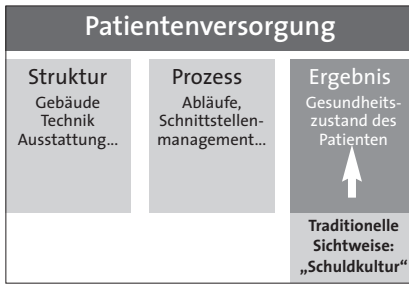 Patientenversorgung
Struktur
Gebäude
Technik
Ausstattung...
Prozess
Abläufe,
Schnittstellen-
management...
Ergebnis
Gesundheits-
zustand des
Patienten
Traditionelle
Sichtweise:
„Schuldkultur“